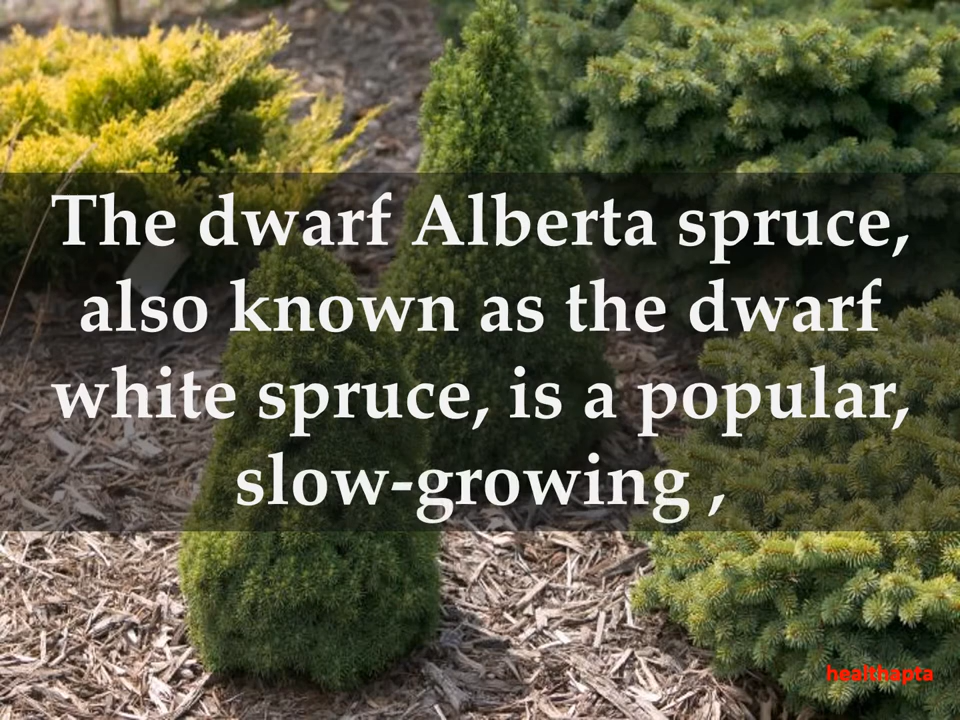 The dwarf Alberta spruce,
also known as the dwarf
white spruce, is a popular,
slow-growing ,
healthapta